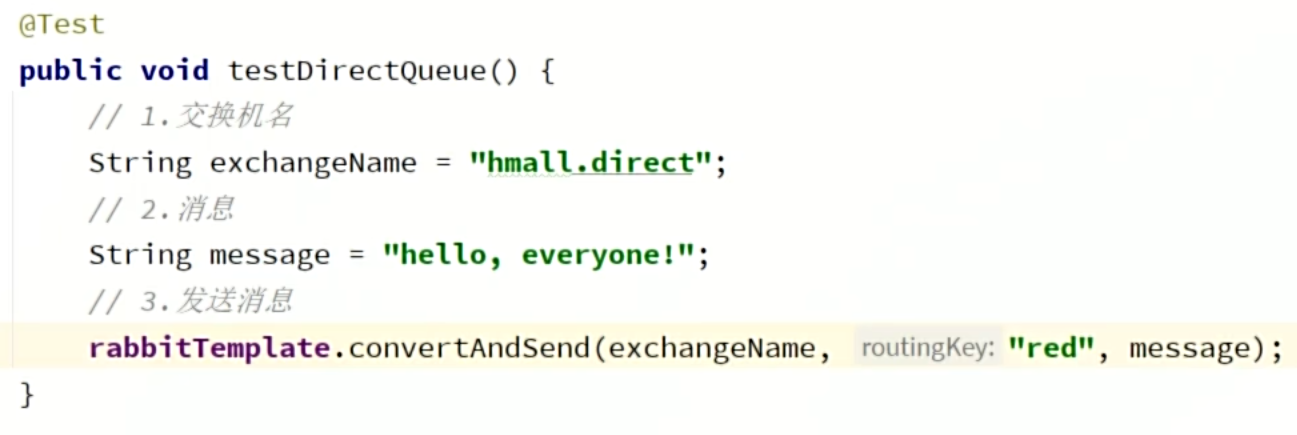 @Test
public void testDirectQueue() {
    // 1.交换机名
    String exchangeName = "hmall.direct";
    // 2.消息
    String message = "hello, everyone!";
    // 3.发送消息
    rabbitTemplate.convertAndSend(exchangeName, routingKey: "red", message);
}